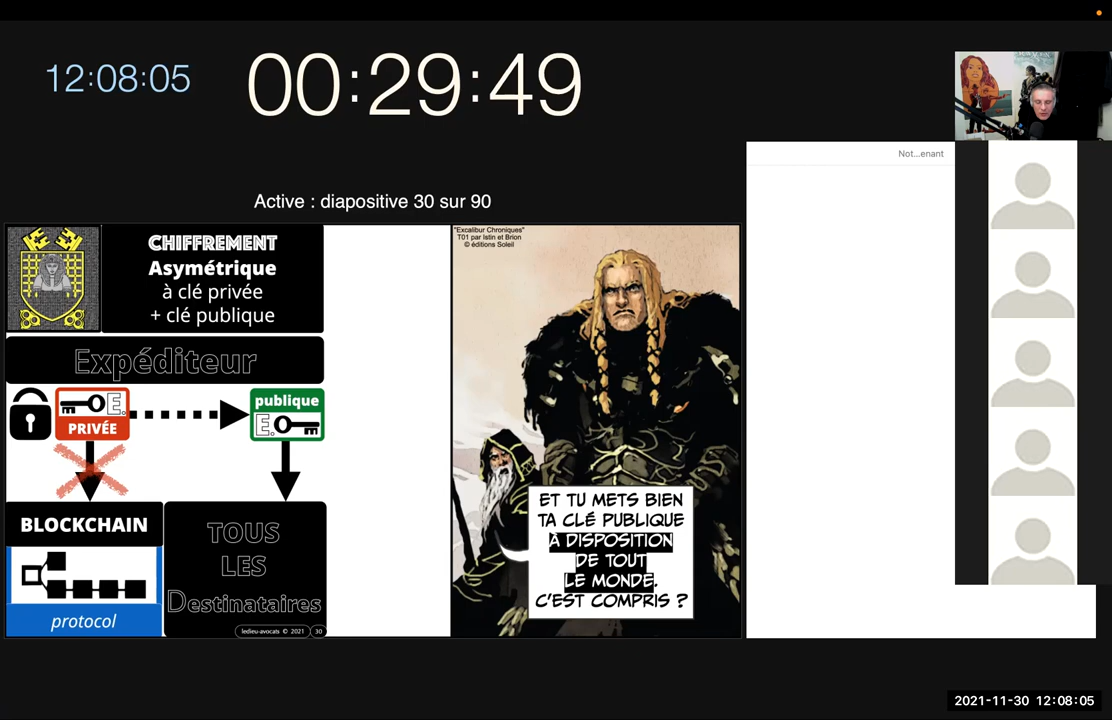 12:08:05
00:29:49
Active : diapositive 30 sur 90
Not...enant
CHIFFREMENT
Asymétrique
à clé privée
+ clé publique
Expéditeur
E.
PRIVÉE
publique
E.
BLOCKCHAIN
protocol
TOUS
LES
Destinataires
ledieu-avocats © 2021 30
"Excalibur Chroniques"
T01 par Istin et Brion
© éditions Soleil
ET TU METS BIEN
TA CLÉ PUBLIQUE
À DISPOSITION
DE TOUT
LE MONDE.
C'EST COMPRIS ?
2021-11-30 12:08:05